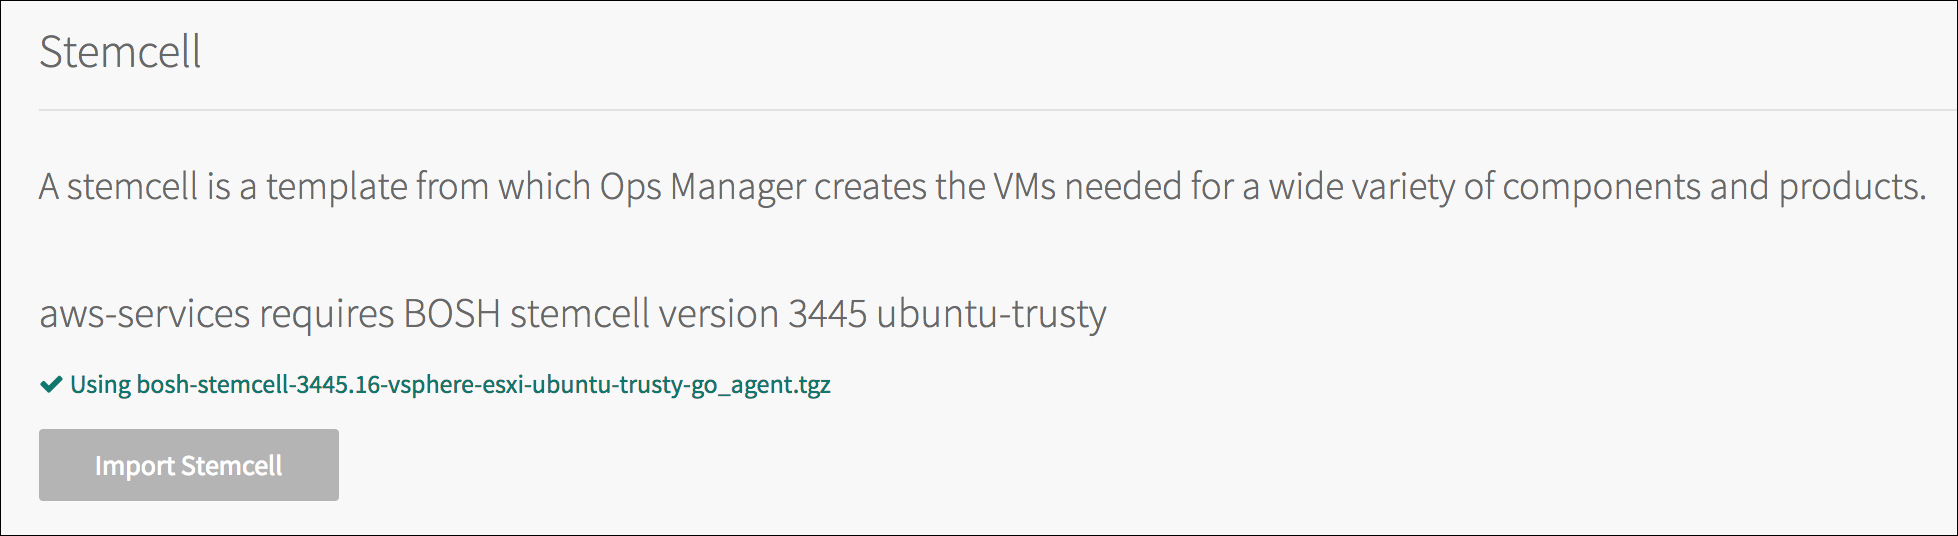 Stemcell
A stemcell is a template from which Ops Manager creates the VMs needed for a wide variety of components and products.
aws-services requires BOSH stemcell version 3445 ubuntu-trusty
Using bosh-stemcell-3445.16-vsphere-esxi-ubuntu-trusty-go_agent.tgz
Import Stemcell